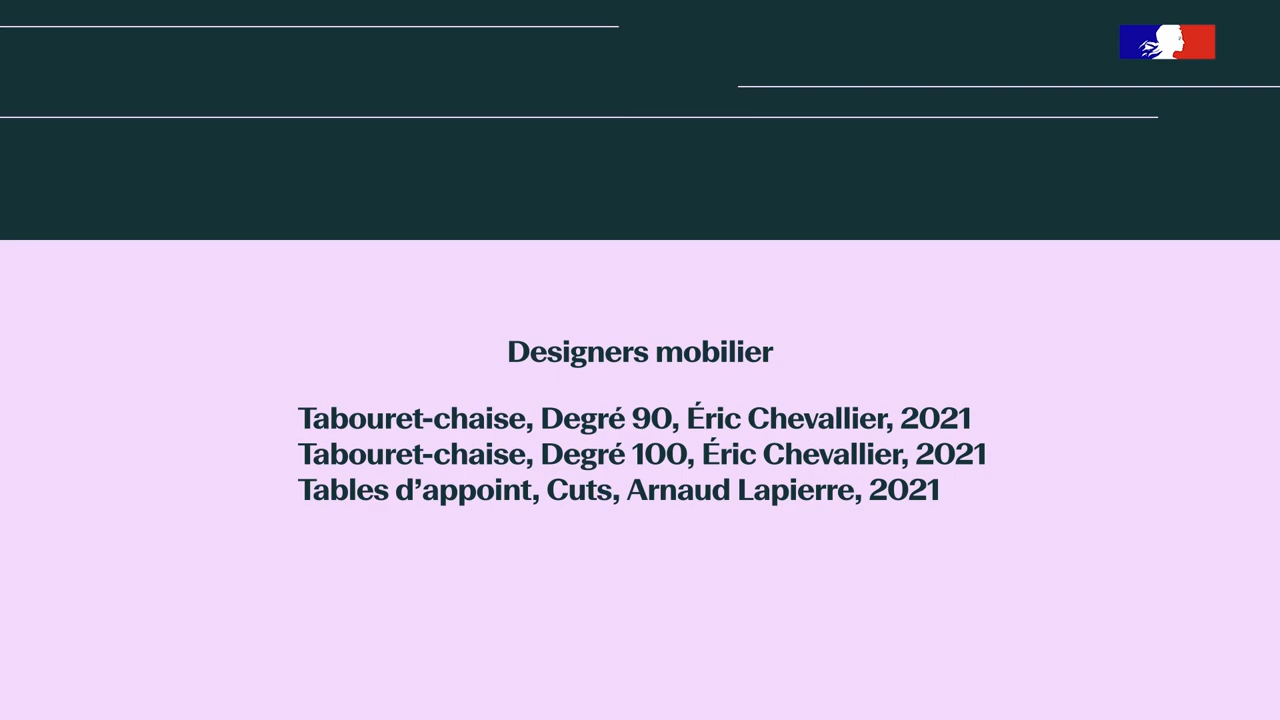 Designers mobilier
Tabouret-chaise, Degré 90, Éric Chevallier, 2021
Tabouret-chaise, Degré 100, Éric Chevallier, 2021
Tables d’appoint, Cuts, Arnaud Lapierre, 2021